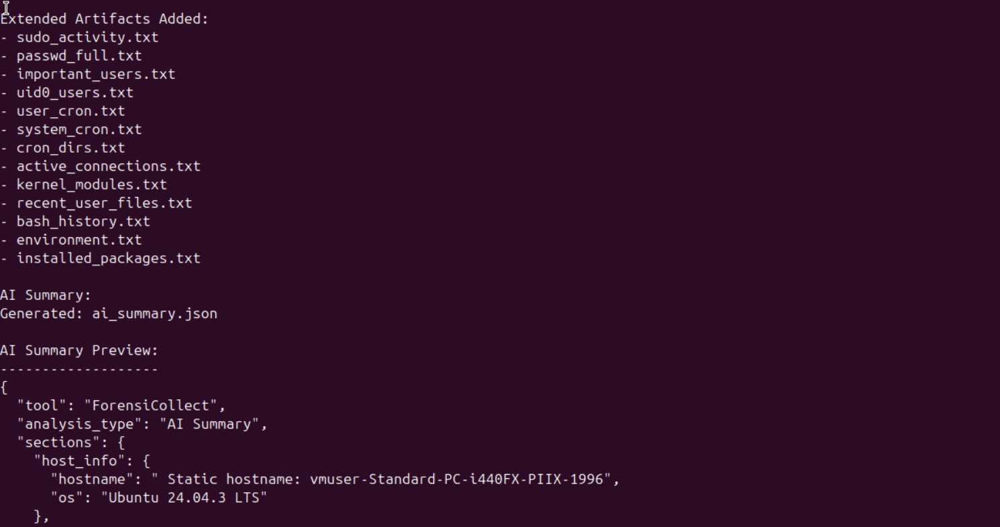 Extended Artifacts Added:
- sudo_activity.txt
- passwd_full.txt
- important_users.txt
- uid0_users.txt
- user_cron.txt
- system_cron.txt
- cron_dirs.txt
- active_connections.txt
- kernel_modules.txt
- recent_user_files.txt
- bash_history.txt
- environment.txt
- installed_packages.txt

AI Summary:
Generated: ai_summary.json

AI Summary Preview:
-------------------
{
  "tool": "ForensiCollect",
  "analysis_type": "AI Summary",
  "sections": {
    "host_info": {
      "hostname": " Static hostname: vmuser-Standard-PC-i440FX-PIIX-1996",
      "os": "Ubuntu 24.04.3 LTS"
    },